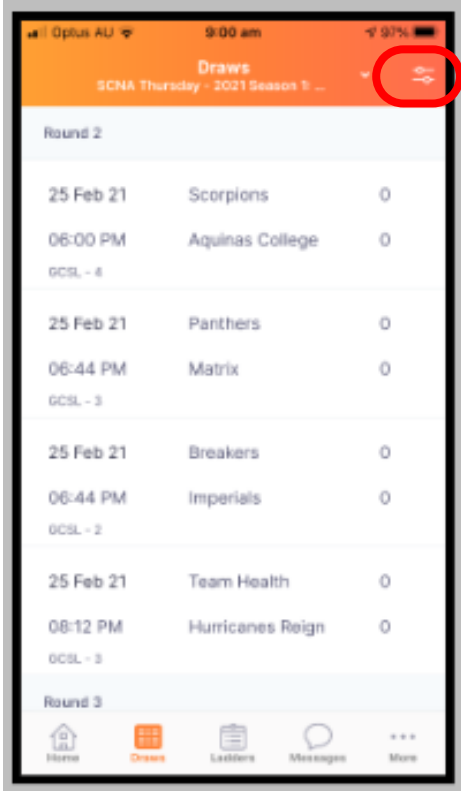 Optus AU 9:00 am 97%
Draws
SCNA Thursday - 2021 Season 1: ...
Round 2
25 Feb 21 Scorpions 0
06:00 PM Aquinas College 0
GCSL - 4
25 Feb 21 Panthers 0
06:44 PM Matrix 0
GCSL - 3
25 Feb 21 Breakers 0
06:44 PM Imperials 0
GCSL - 2
25 Feb 21 Team Health 0
08:12 PM Hurricanes Reign 0
GCSL - 3
Round 3
Home Draws Ladders Messages More